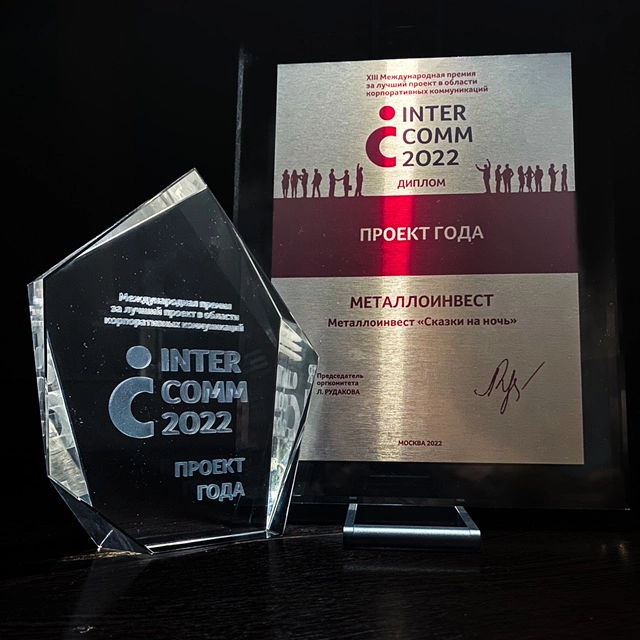 XIII Международная премия
за лучший проект в области
корпоративных коммуникаций
INTER
COMM
2022
ДИПЛОМ
ПРОЕКТ ГОДА
МЕТАЛЛОИНВЕСТ
Металлоинвест «Сказки на ночь»
Председатель
оргкомитета
Л. РУДАКОВА
МОСКВА 2022
Международная премия
за лучший проект в области
корпоративных коммуникаций
INTER
COMM
2022
ПРОЕКТ
ГОДА